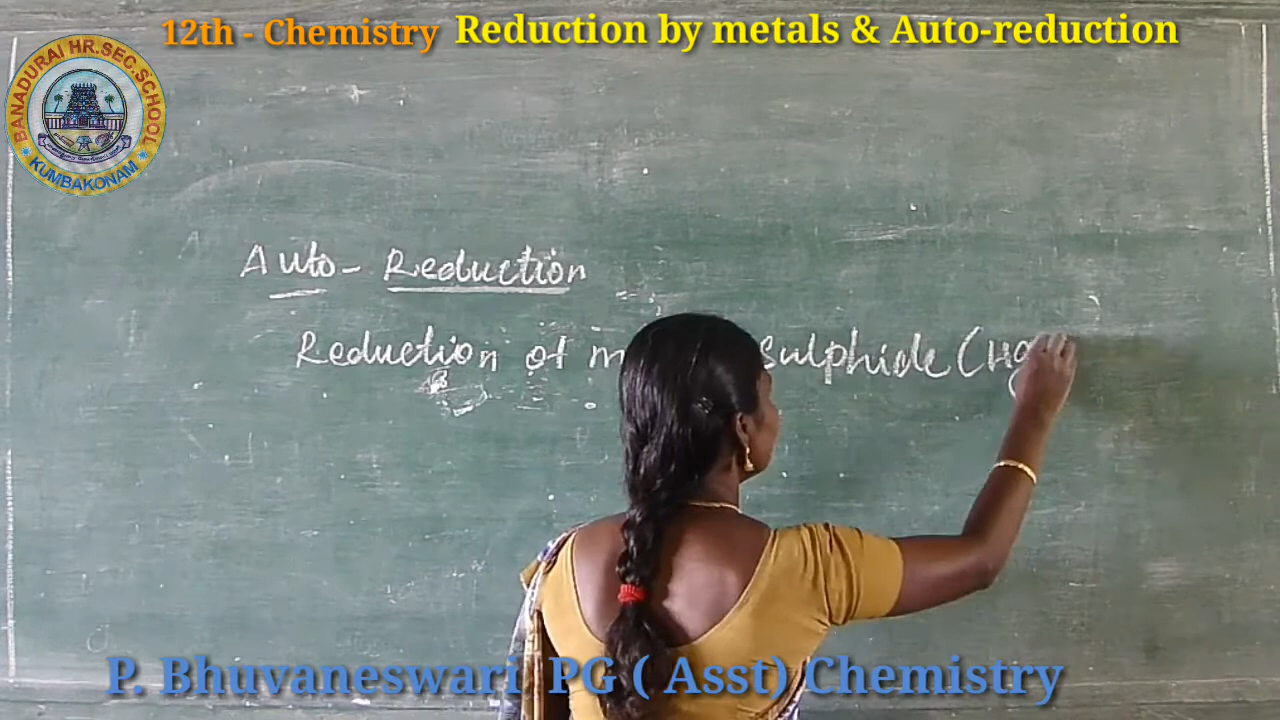 12th - Chemistry Reduction by metals & Auto-reduction
BANADURAI HR.SEC.SCHOOL
KUMBAKONAM
Auto- Reduction
Reduction of sulphide (Hg
P. Bhuvaneswari PG ( Asst) Chemistry